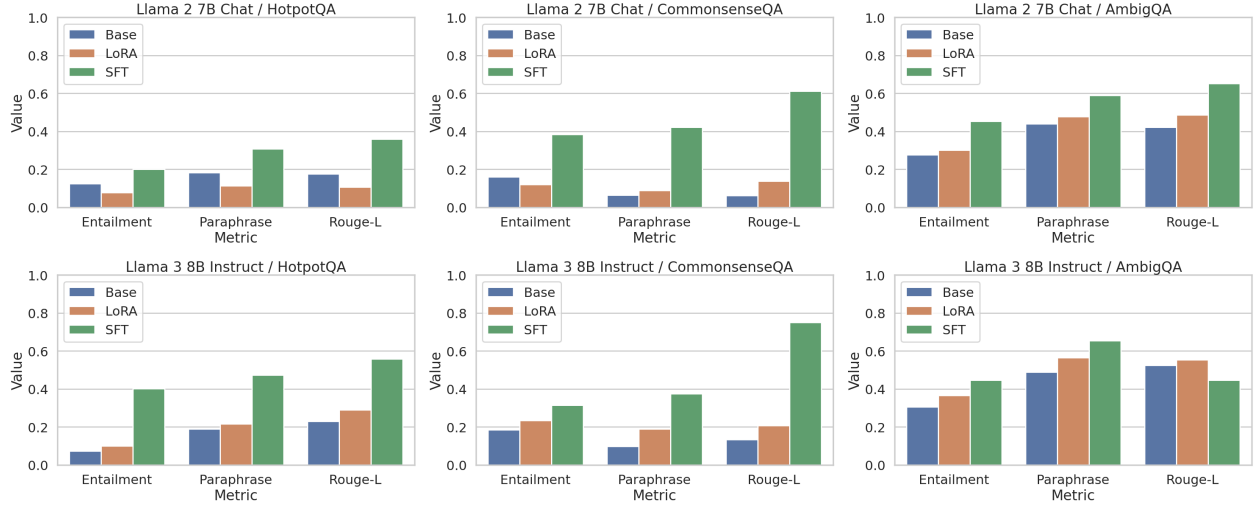 Llama 2 7B Chat / HotpotQA
1.0
0.8
0.6
0.4
0.2
0.0
Value
Base
LoRA
SFT
Entailment Paraphrase Rouge-L
Metric
Llama 2 7B Chat / CommonsenseQA
1.0
0.8
0.6
0.4
0.2
0.0
Value
Base
LoRA
SFT
Entailment Paraphrase Rouge-L
Metric
Llama 2 7B Chat / AmbigQA
1.0
0.8
0.6
0.4
0.2
0.0
Value
Base
LoRA
SFT
Entailment Paraphrase Rouge-L
Metric
Llama 3 8B Instruct / HotpotQA
1.0
0.8
0.6
0.4
0.2
0.0
Value
Base
LoRA
SFT
Entailment Paraphrase Rouge-L
Metric
Llama 3 8B Instruct / CommonsenseQA
1.0
0.8
0.6
0.4
0.2
0.0
Value
Base
LoRA
SFT
Entailment Paraphrase Rouge-L
Metric
Llama 3 8B Instruct / AmbigQA
1.0
0.8
0.6
0.4
0.2
0.0
Value
Base
LoRA
SFT
Entailment Paraphrase Rouge-L
Metric